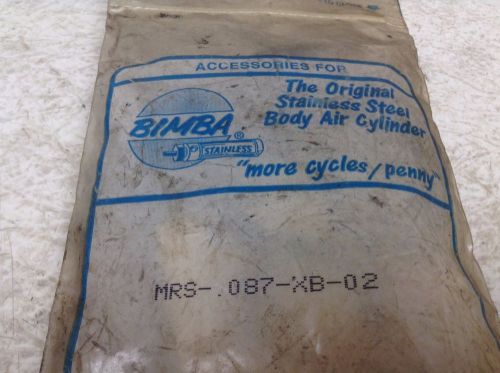 ACCESSORIES FOR
The Original
Stainless Steel
Body Air Cylinder
BIMBA®
STAINLESS
"more cycles/penny"
MRS-.087-XB-02